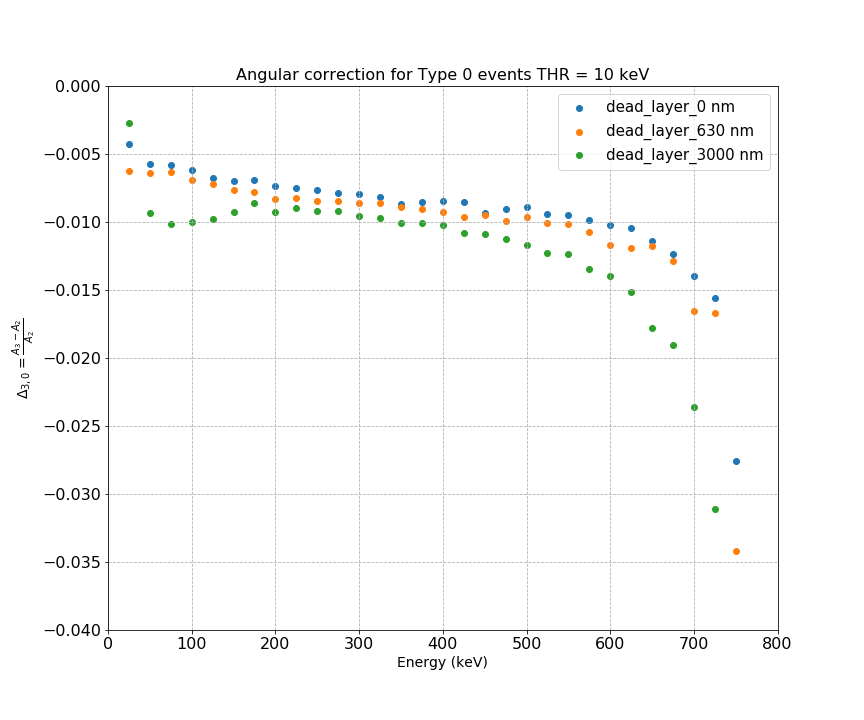 Angular correction for Type 0 events THR = 10 keV
dead_layer_0 nm
dead_layer_630 nm
dead_layer_3000 nm
0.000
−0.005
−0.010
−0.015
−0.020
−0.025
−0.030
−0.035
−0.040
Δ3,0 = (A3 − A2) / A2
0 100 200 300 400 500 600 700 800
Energy (keV)